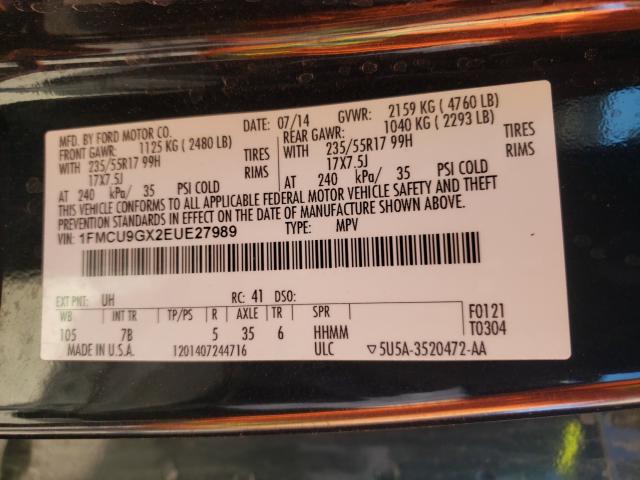 MFD. BY FORD MOTOR CO. DATE: 07/14 GVWR: 2159 KG ( 4760 LB)
FRONT GAWR: 1125 KG ( 2480 LB) REAR GAWR: 1040 KG ( 2293 LB)
WITH 235/55R17 99H TIRES WITH 235/55R17 99H TIRES
17X7.5J RIMS 17X7.5J RIMS
AT 240 kPa/ 35 PSI COLD AT 240 kPa/ 35 PSI COLD
THIS VEHICLE CONFORMS TO ALL APPLICABLE FEDERAL MOTOR VEHICLE SAFETY AND THEFT
PREVENTION STANDARDS IN EFFECT ON THE DATE OF MANUFACTURE SHOWN ABOVE.
VIN: 1FMCU9GX2EUE27989 TYPE: MPV
EXT PNT: UH RC: 41 DSO:
WB INT TR TP/PS R AXLE TR SPR F0121
105 7B 5 35 6 HHMM T0304
MADE IN U.S.A. 1201407244716 ULC ▽5U5A-3520472-AA